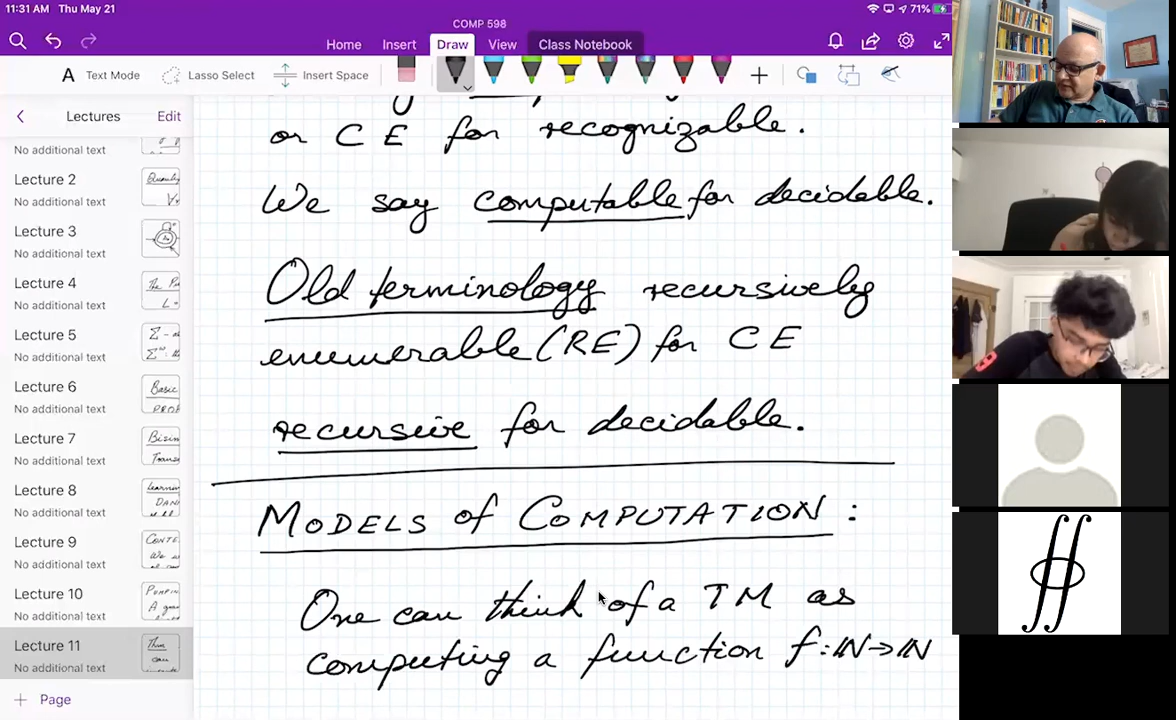 11:31 AM Thu May 21
71%
COMP 598
Home Insert Draw View Class Notebook
Text Mode Lasso Select Insert Space
Lectures Edit
No additional text
Lecture 2
No additional text
Lecture 3
No additional text
Lecture 4
No additional text
Lecture 5
No additional text
Lecture 6
No additional text
Lecture 7
No additional text
Lecture 8
No additional text
Lecture 9
No additional text
Lecture 10
No additional text
Lecture 11
No additional text
Page
or CE for recognizable.
We say computable for decidable.
Old terminology recursively
enumerable (RE) for CE
recursive for decidable.
MODELS of COMPUTATION :
One can think of a TM as
computing a function f: ℕ→ℕ